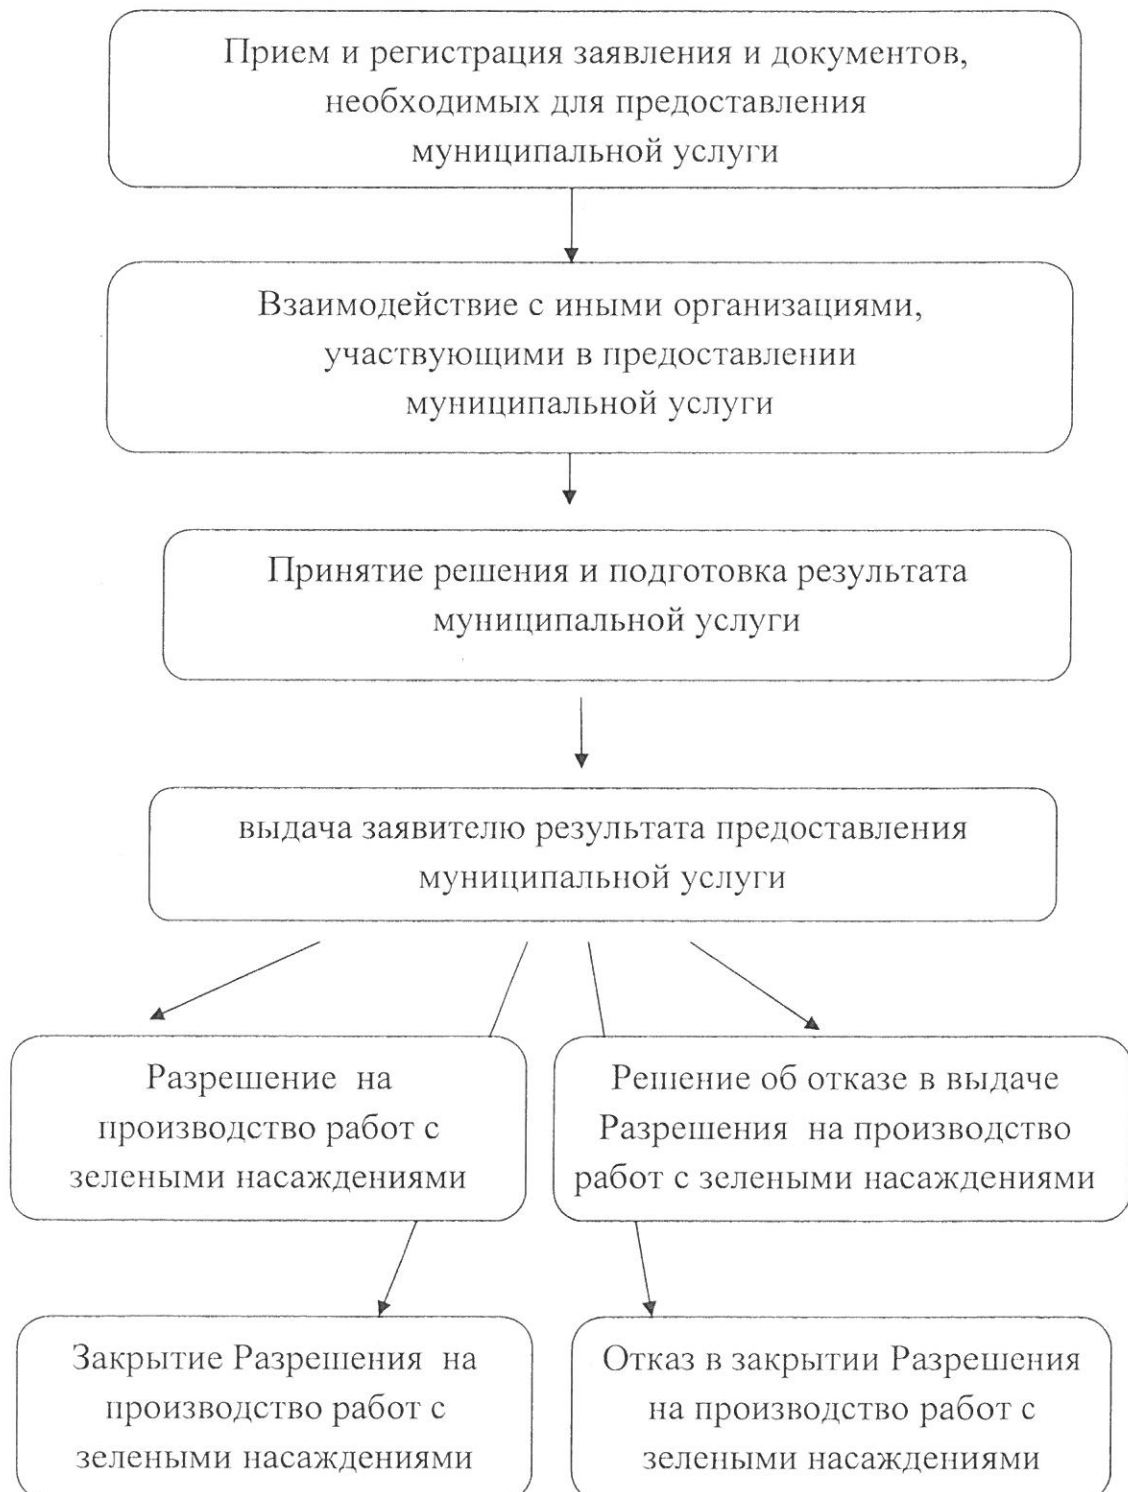 Прием и регистрация заявления и документов,
необходимых для предоставления
муниципальной услуги
Взаимодействие с иными организациями,
участвующими в предоставлении
муниципальной услуги
Принятие решения и подготовка результата
муниципальной услуги
выдача заявителю результата предоставления
муниципальной услуги
Разрешение на
производство работ с
зелеными насаждениями
Решение об отказе в выдаче
Разрешения на производство
работ с зелеными насаждениями
Закрытие Разрешения на
производство работ с
зелеными насаждениями
Отказ в закрытии Разрешения
на производство работ с
зелеными насаждениями